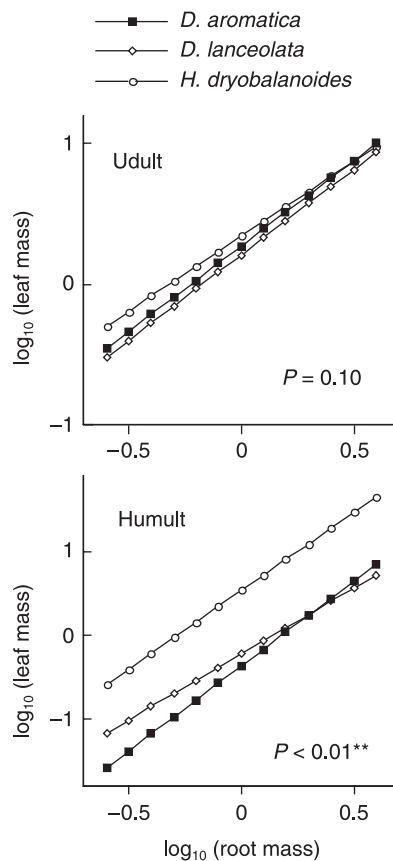 D. aromatica
D. lanceolata
H. dryobalanoides
Udult
1
0
−1
log₁₀ (leaf mass)
P = 0.10
−0.5 0 0.5
Humult
1
0
−1
log₁₀ (leaf mass)
P < 0.01**
−0.5 0 0.5
log₁₀ (root mass)